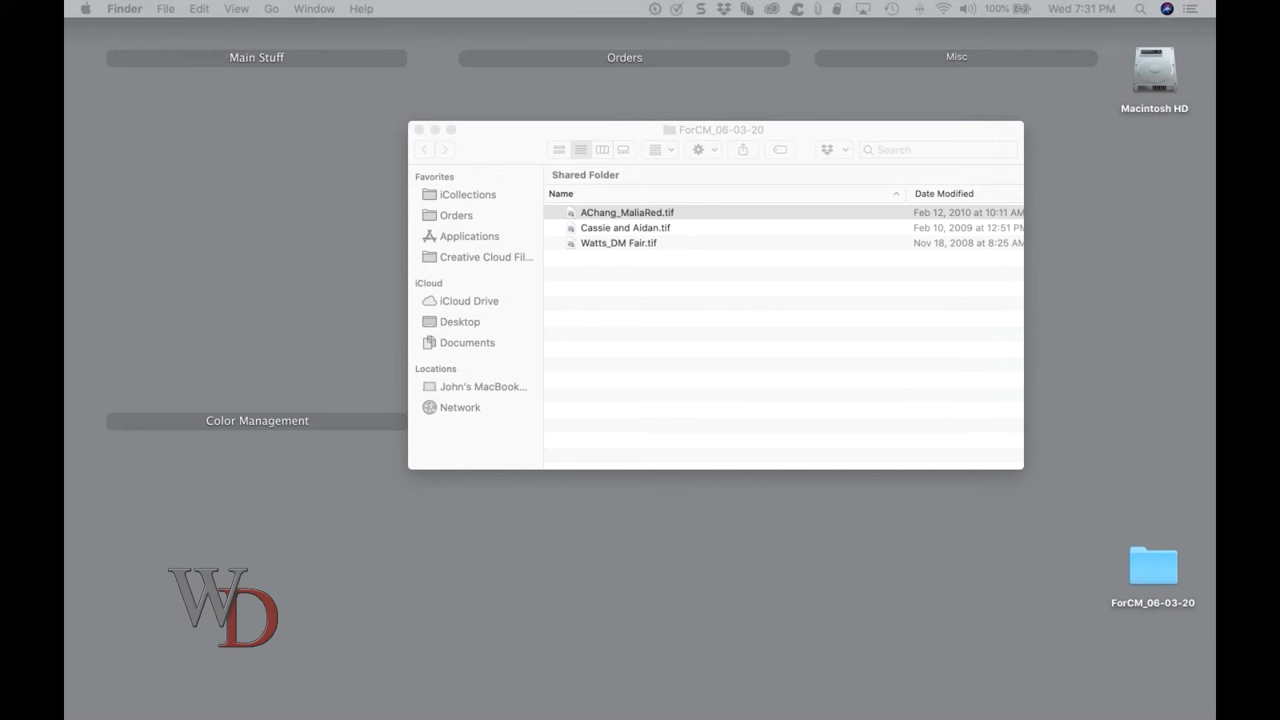 Finder File Edit View Go Window Help 100% Wed 7:31 PM
Main Stuff Orders Misc
Macintosh HD
ForCM_06-03-20
Search
Favorites
iCollections
Orders
Applications
Creative Cloud Fil...
iCloud
iCloud Drive
Desktop
Documents
Locations
John's MacBook...
Network
Shared Folder
Name Date Modified
AChang_MaliaRed.tif Feb 12, 2010 at 10:11 AM
Cassie and Aidan.tif Feb 10, 2009 at 12:51 PM
Watts_DM Fair.tif Nov 18, 2008 at 8:25 AM
Color Management
WD
ForCM_06-03-20